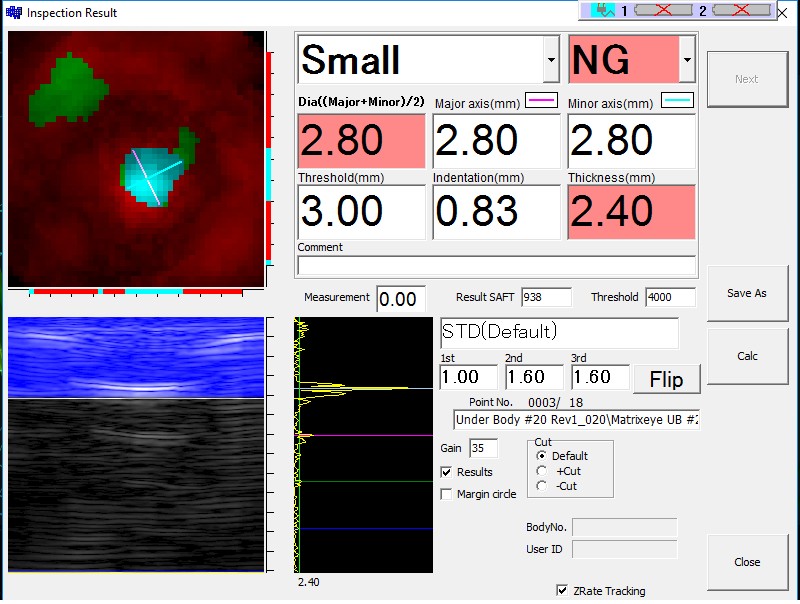 Inspection Result
1 2
Small NG
Next
Dia((Major+Minor)/2) Major axis(mm) Minor axis(mm)
2.80 2.80 2.80
Threshold(mm) Indentation(mm) Thickness(mm)
3.00 0.83 2.40
Comment
Measurement 0.00 Result SAFT 938 Threshold 4000
Save As
STD(Default)
Calc
1st 2nd 3rd
1.00 1.60 1.60 Flip
Point No. 0003/ 18
Under Body #20 Rev1_020\Matrixeye UB #2
Gain 35
Cut
Default
+Cut
-Cut
Results
Margin circle
BodyNo.
User ID
Close
2.40
ZRate Tracking